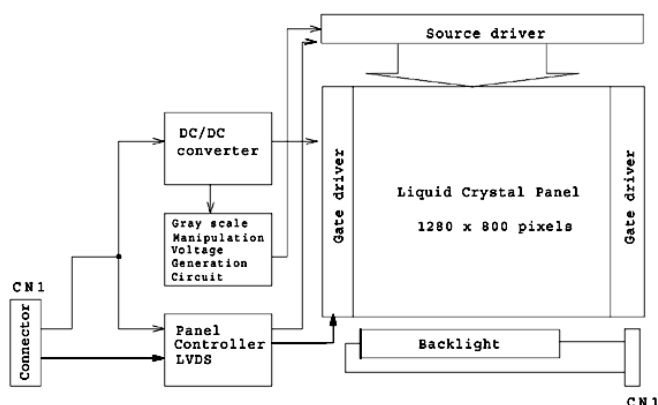 Source driver
DC/DC
converter
Gate driver
Liquid Crystal Panel
1280 x 800 pixels
Gate driver
Gray scale
Manipulation
Voltage
Generation
Circuit
CN1
Connector
Panel
Controller
LVDS
Backlight
CN1